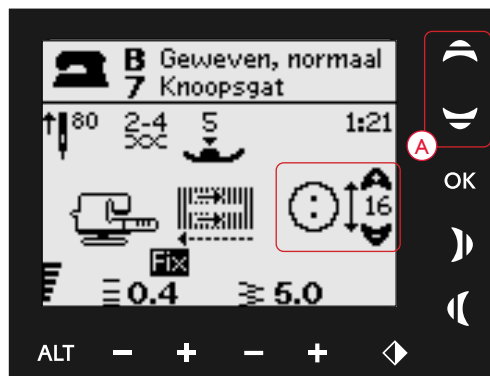 B Geweven, normaal
7 Knoopsgat
80 2-4 5 1:21
A
OK
16
Fix
0.4 5.0
ALT - + - +